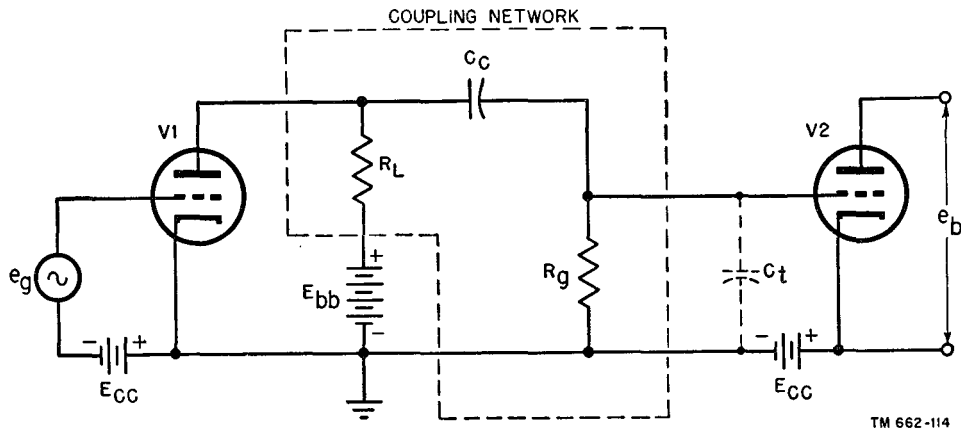 COUPLING NETWORK
Cc
V1
V2
RL
eg
+
Ebb
-
Rg
Ct
eb
- +
Ecc
- +
Ecc
TM 662-114